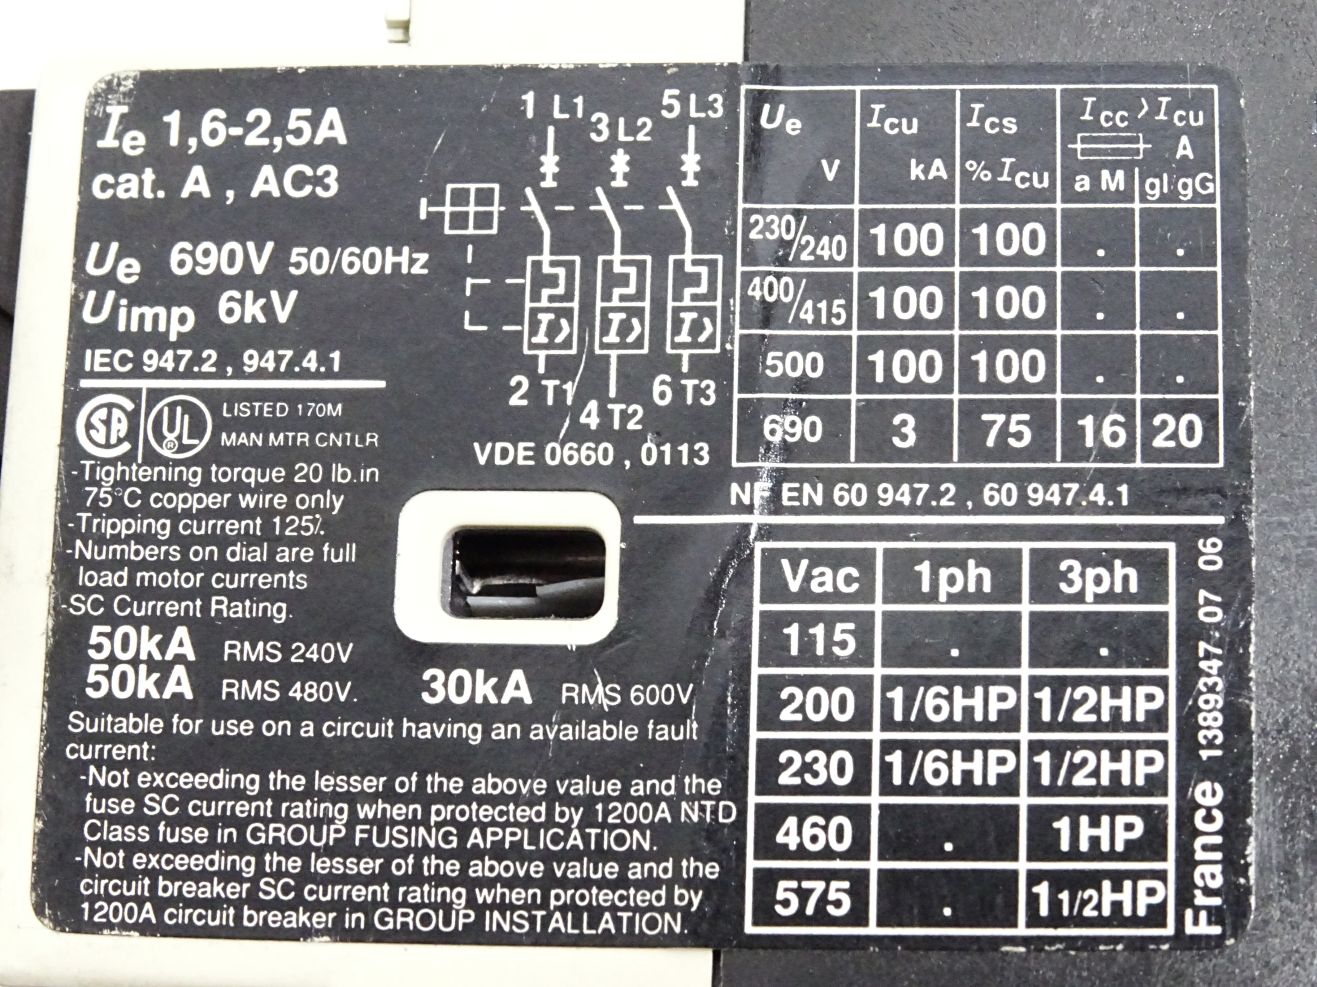 Ie 1,6-2,5A
cat. A , AC3
Ue 690V 50/60Hz
Uimp 6kV
IEC 947.2 , 947.4.1
SA UL ® LISTED 170M
MAN MTR CNTLR
-Tightening torque 20 lb.in
75°C copper wire only
-Tripping current 125%
-Numbers on dial are full
load motor currents
-SC Current Rating.
50kA RMS 240V
50kA RMS 480V. 30kA RMS 600V
Suitable for use on a circuit having an available fault
current:
-Not exceeding the lesser of the above value and the
fuse SC current rating when protected by 1200A NTD
Class fuse in GROUP FUSING APPLICATION.
-Not exceeding the lesser of the above value and the
circuit breaker SC current rating when protected by
1200A circuit breaker in GROUP INSTALLATION.
1 L1 3 L2 5 L3
I> I> I>
2 T1 4 T2 6 T3
VDE 0660 , 0113
Ue Icu Ics Icc > Icu
A
V kA % Icu a M gl/gG
230/240 100 100 . .
400/415 100 100 . .
500 100 100 . .
690 3 75 16 20
NF EN 60 947.2 , 60 947.4.1
Vac 1ph 3ph
115 . .
200 1/6HP 1/2HP
230 1/6HP 1/2HP
460 . 1HP
575 . 1 1/2HP
France 1389347 07 06